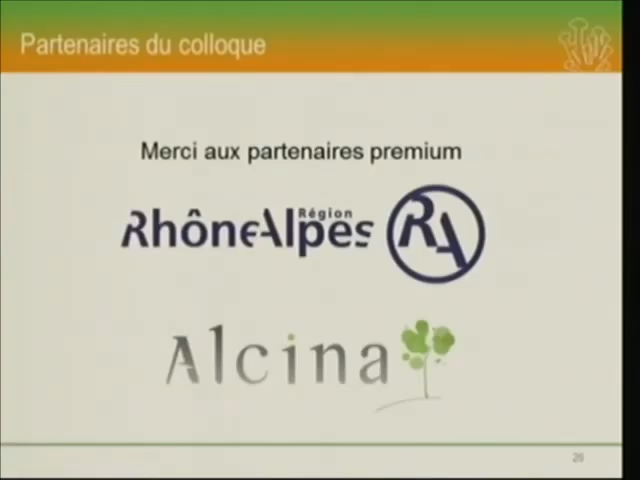 Partenaires du colloque
Merci aux partenaires premium
RhôneAlpes Région
RA
Alcina